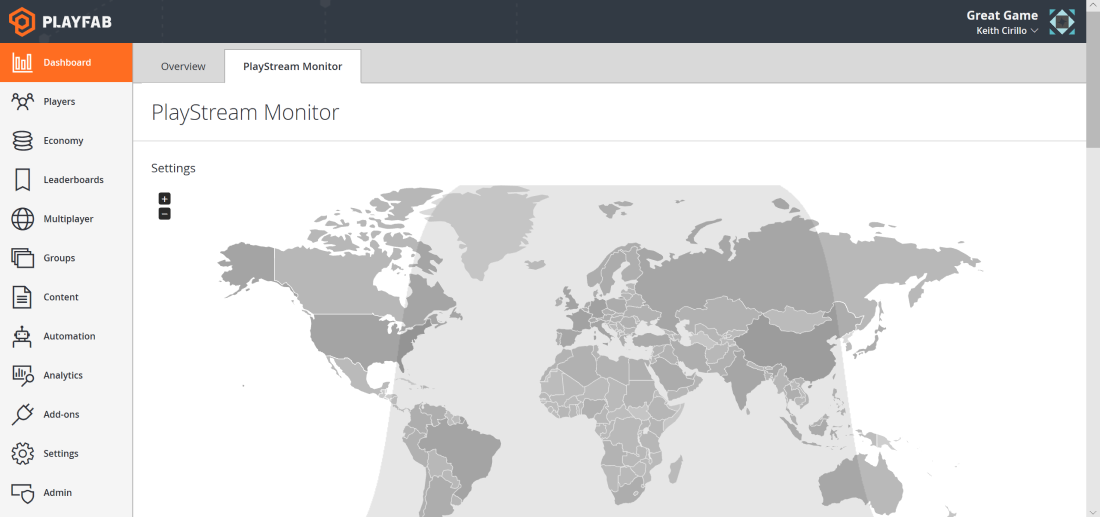 PLAYFAB
Great Game
Keith Cirillo
Dashboard
Players
Economy
Leaderboards
Multiplayer
Groups
Content
Automation
Analytics
Add-ons
Settings
Admin
Overview
PlayStream Monitor
PlayStream Monitor
Settings
+
−